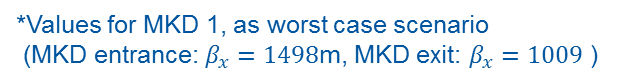 *Values for MKD 1, as worst case scenario
(MKD entrance: βₓ = 1498m, MKD exit: βₓ = 1009 )